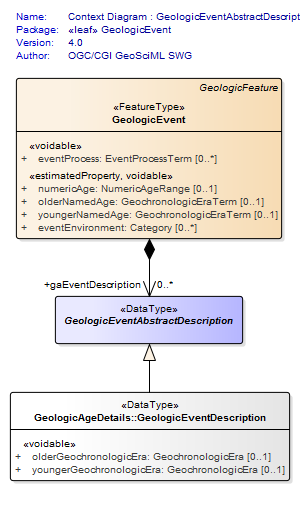 Name: Context Diagram : GeologicEventAbstractDescript
Package: «leaf» GeologicEvent
Version: 4.0
Author: OGC/CGI GeoSciML SWG
GeologicFeature
«FeatureType»
GeologicEvent
«voidable»
+ eventProcess: EventProcessTerm [0..*]
«estimatedProperty, voidable»
+ numericAge: NumericAgeRange [0..1]
+ olderNamedAge: GeochronologicEraTerm [0..1]
+ youngerNamedAge: GeochronologicEraTerm [0..1]
+ eventEnvironment: Category [0..*]
+gaEventDescription 0..*
«DataType»
GeologicEventAbstractDescription
«DataType»
GeologicAgeDetails::GeologicEventDescription
«voidable»
+ olderGeochronologicEra: GeochronologicEra [0..1]
+ youngerGeochronologicEra: GeochronologicEra [0..1]